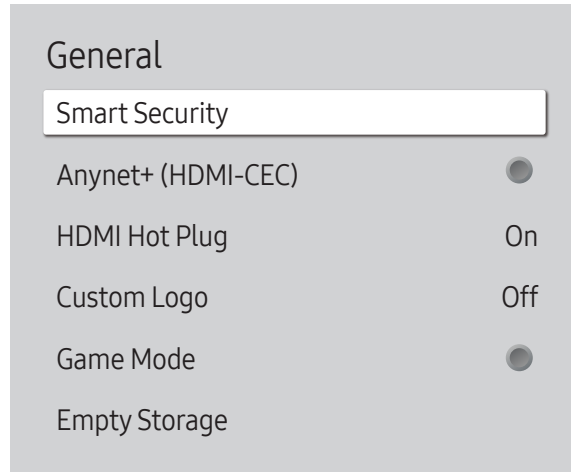 General
Smart Security
Anynet+ (HDMI-CEC)
HDMI Hot Plug On
Custom Logo Off
Game Mode
Empty Storage